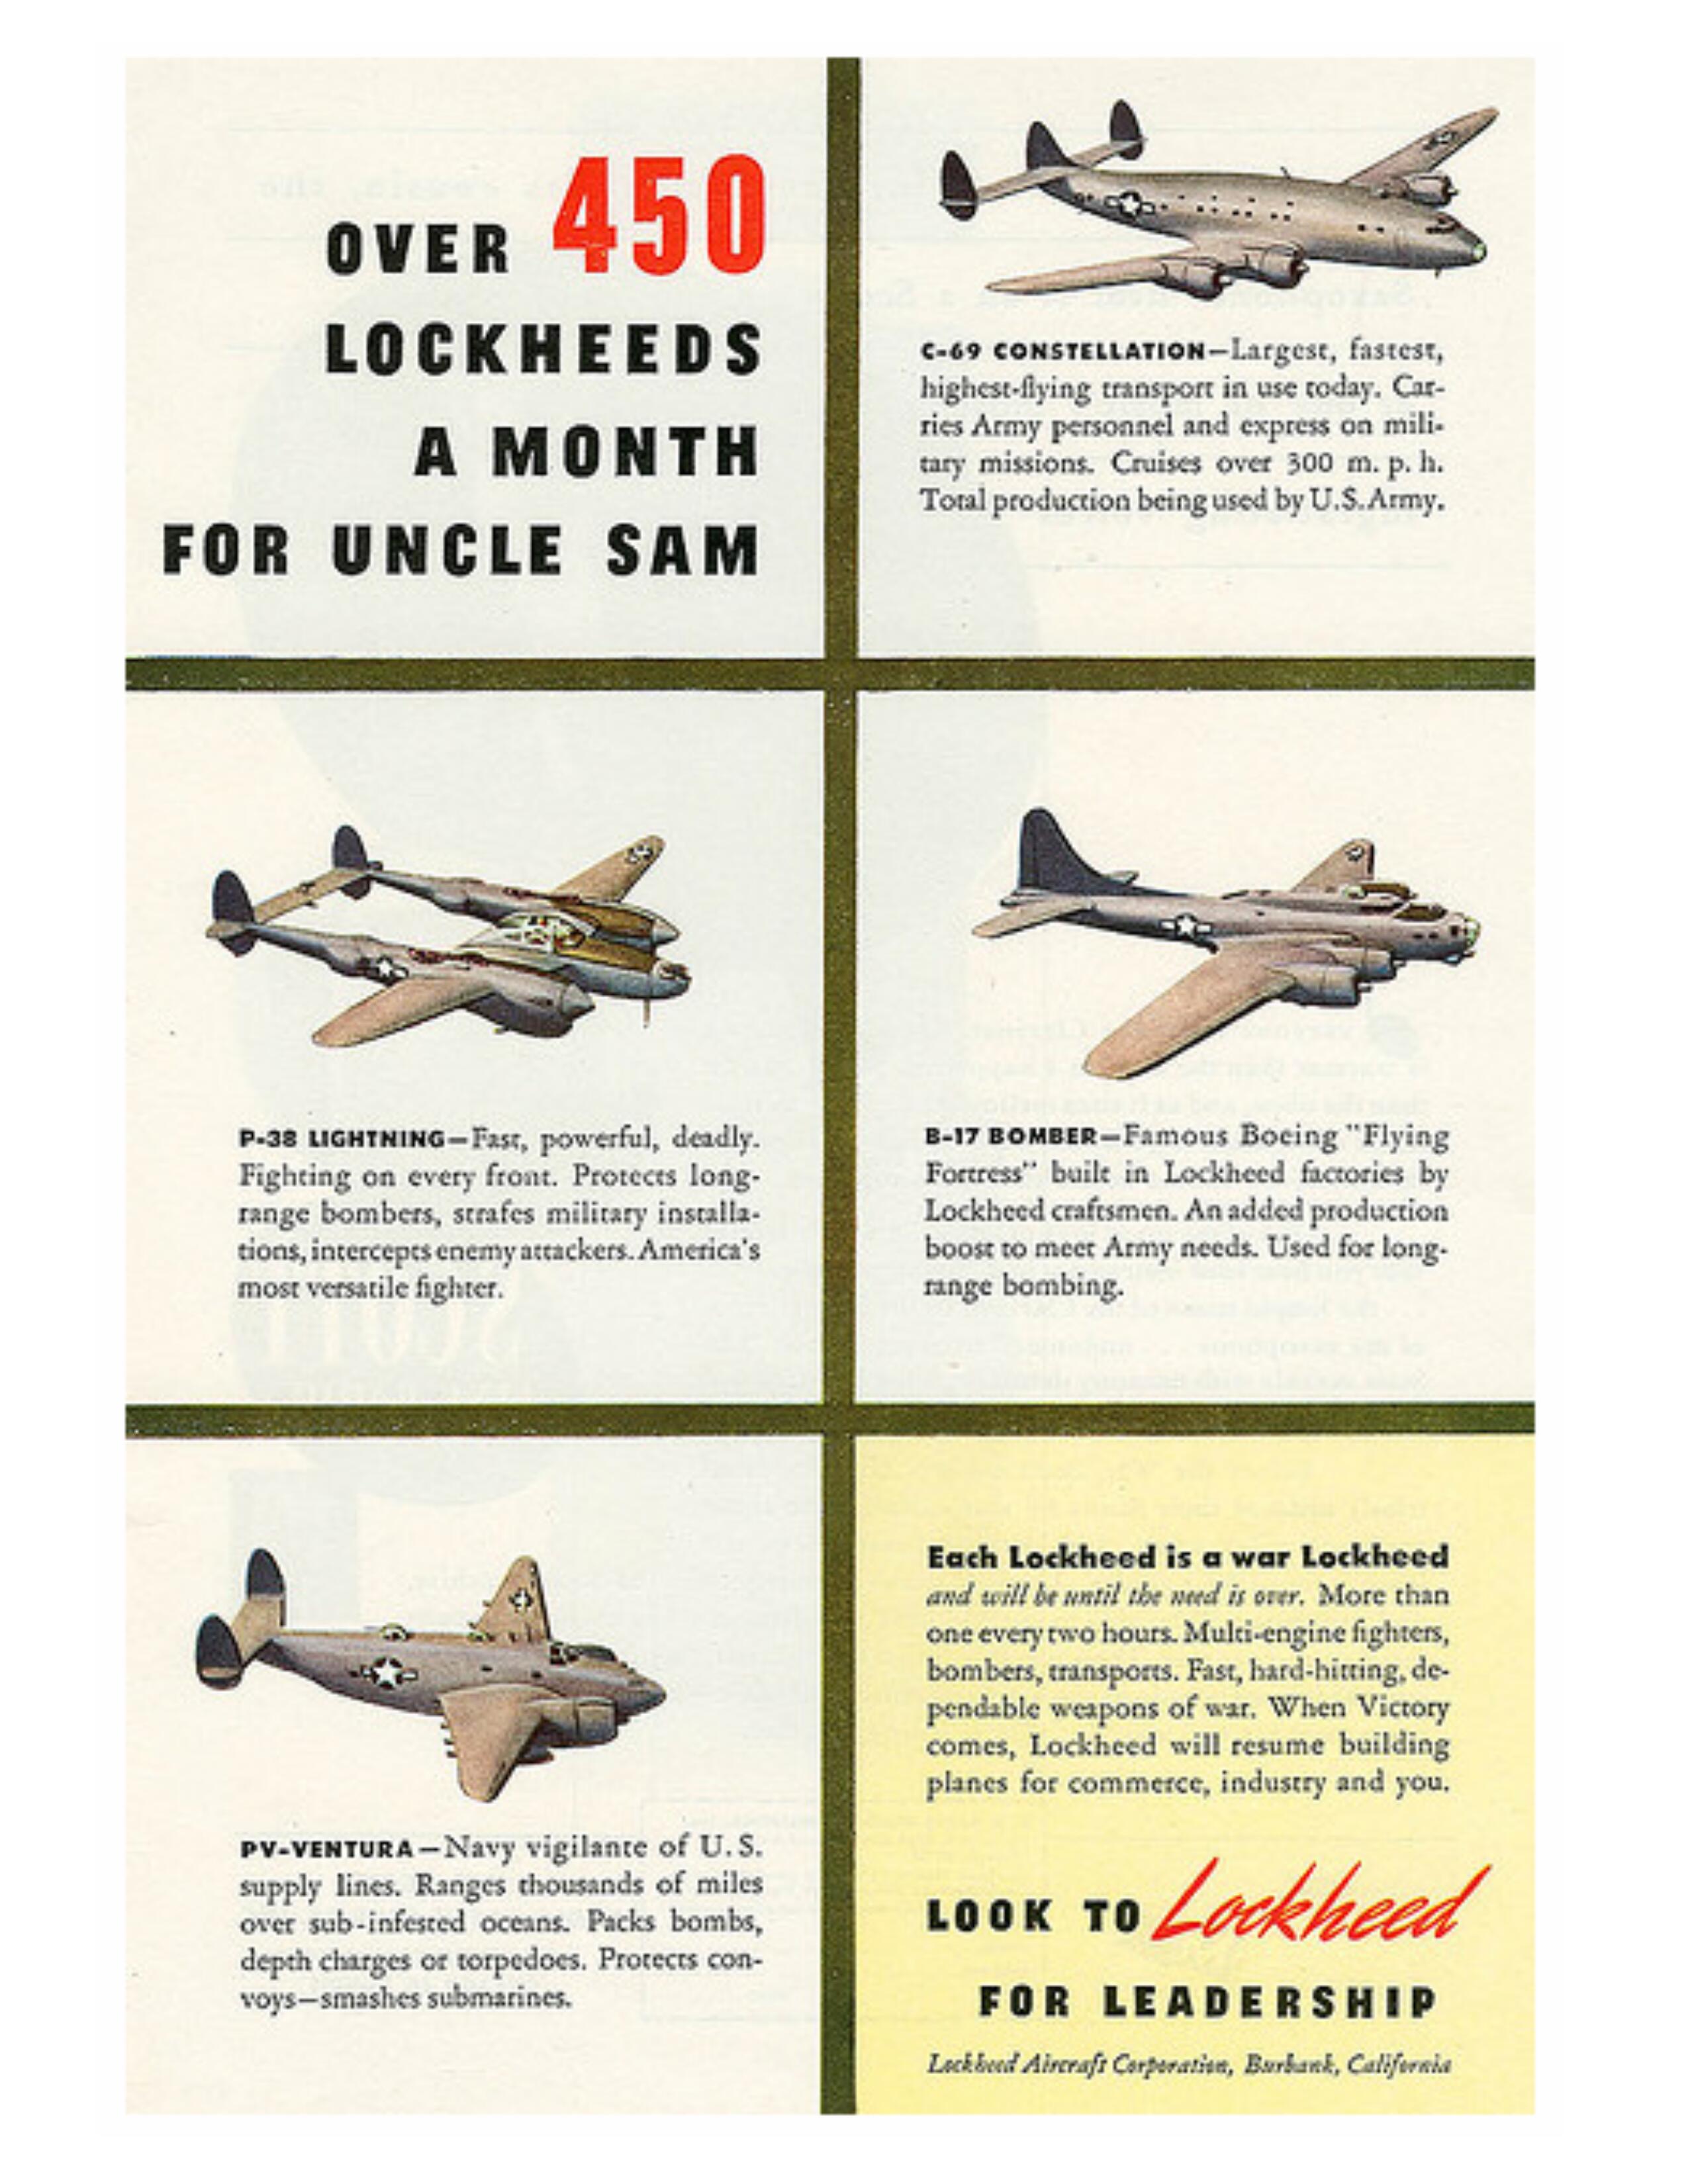 OVER 450
LOCKHEEDS
A MONTH
FOR UNCLE SAM
C-69 CONSTELLATION—Largest, fastest,
highest-flying transport in use today. Car-
ries Army personnel and express on mili-
tary missions. Cruises over 300 m. p. h.
Total production being used by U.S. Army.
P-38 LIGHTNING—Fast, powerful, deadly.
Fighting on every front. Protects long-
range bombers, strafes military installa-
tions, intercepts enemy attackers. America's
most versatile fighter.
B-17 BOMBER—Famous Boeing "Flying
Fortress" built in Lockheed factories by
Lockheed craftsmen. An added production
boost to meet Army needs. Used for long-
range bombing.
PV-VENTURA—Navy vigilante of U. S.
supply lines. Ranges thousands of miles
over sub-infested oceans. Packs bombs,
depth charges or torpedoes. Protects con-
voys—smashes submarines.
Each Lockheed is a war Lockheed
and will be until the need is over. More than
one every two hours. Multi-engine fighters,
bombers, transports. Fast, hard-hitting, de-
pendable weapons of war. When Victory
comes, Lockheed will resume building
planes for commerce, industry and you.
LOOK TO Lockheed
FOR LEADERSHIP
Lockheed Aircraft Corporation, Burbank, California